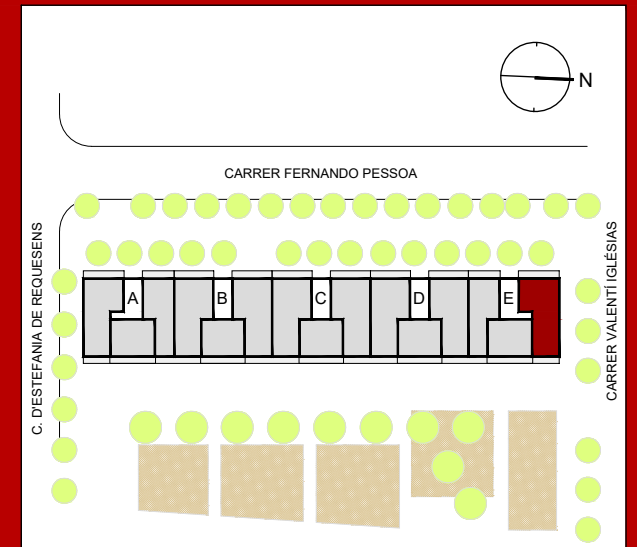 N
CARRER FERNANDO PESSOA
C. D'ESTEFANIA DE REQUESENS
A
B
C
D
E
CARRER VALENTÍ IGLÉSIAS